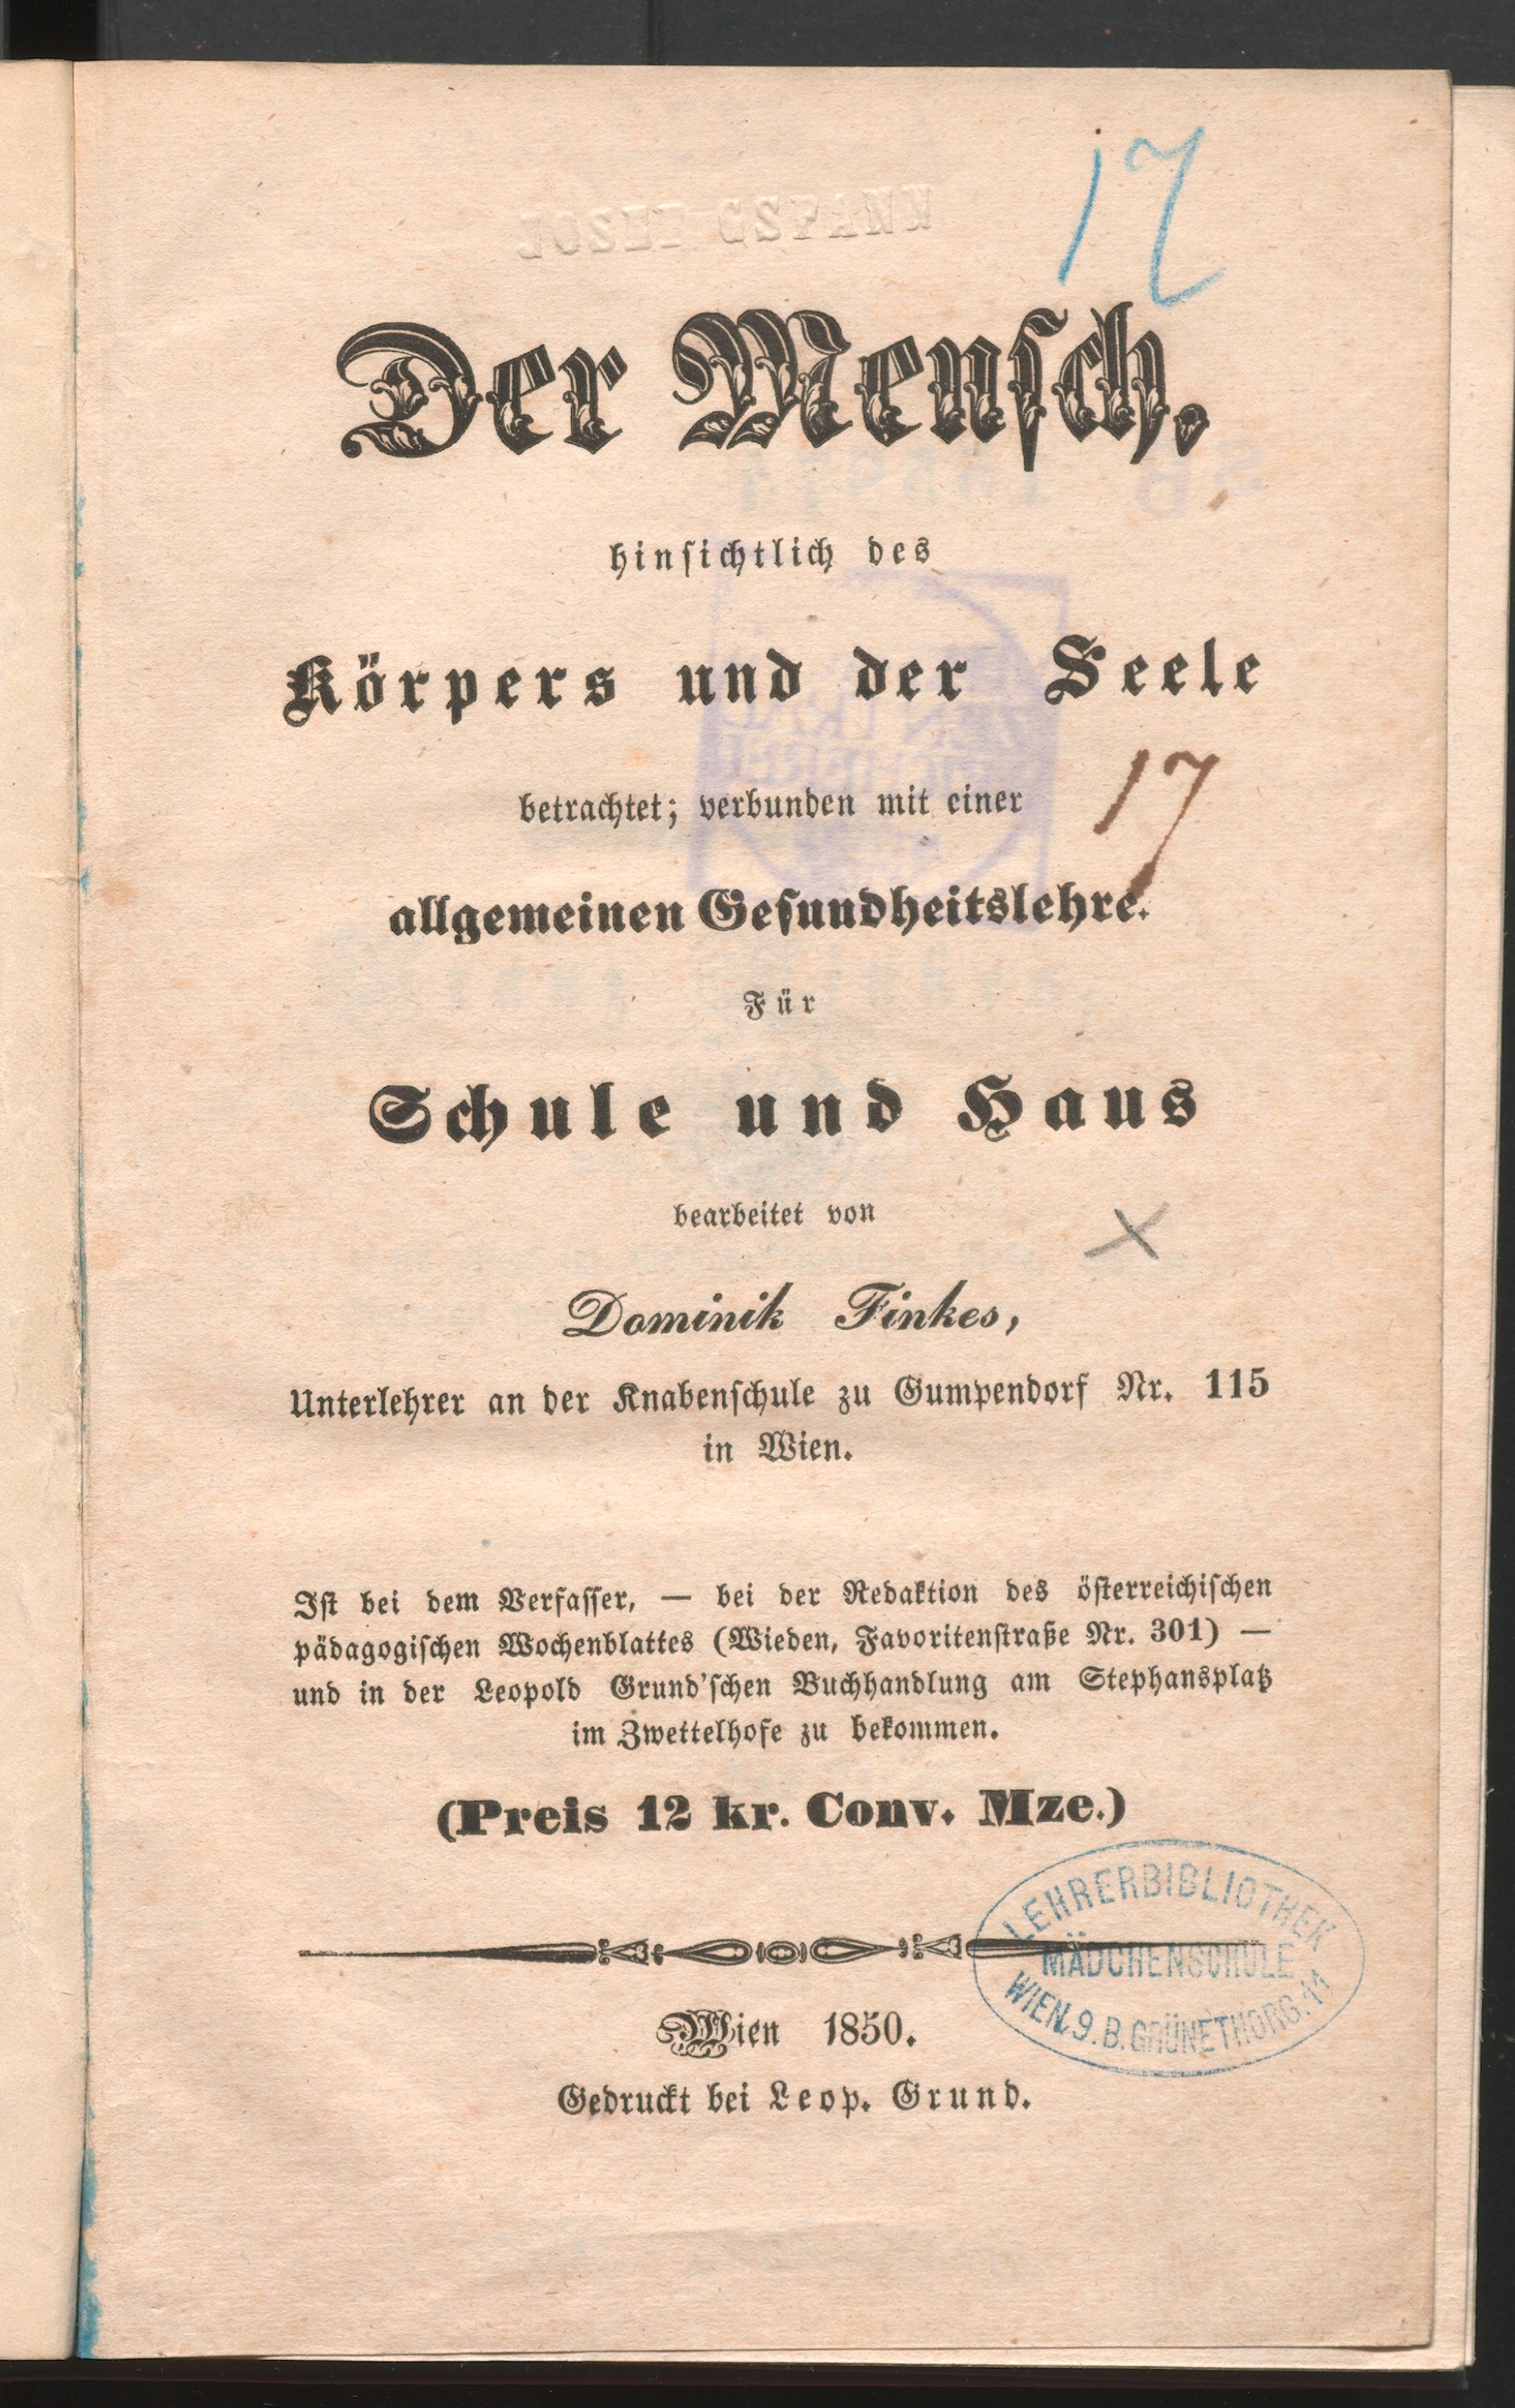 JOSEF GSPANN
17
Der Mensch,
hinsichtlich des
Körpers und der Seele
betrachtet; verbunden mit einer
17
allgemeinen Gesundheitslehre.
Für
Schule und Haus
bearbeitet von
Dominik Finkes,
Unterlehrer an der Knabenschule zu Gumpendorf Nr. 115
in Wien.
Ist bei dem Verfasser, — bei der Redaktion des österreichischen
pädagogischen Wochenblattes (Wieden, Favoritenstraße Nr. 301) —
und in der Leopold Grund'schen Buchhandlung am Stephansplatz
im Zwettelhofe zu bekommen.
(Preis 12 kr. Conv. Mze.)
LEHRERBIBLIOTHEK
MÄDCHENSCHULE
WIEN, 9. B. GRÜNETHORG. 11
Wien 1850.
Gedruckt bei Leop. Grund.